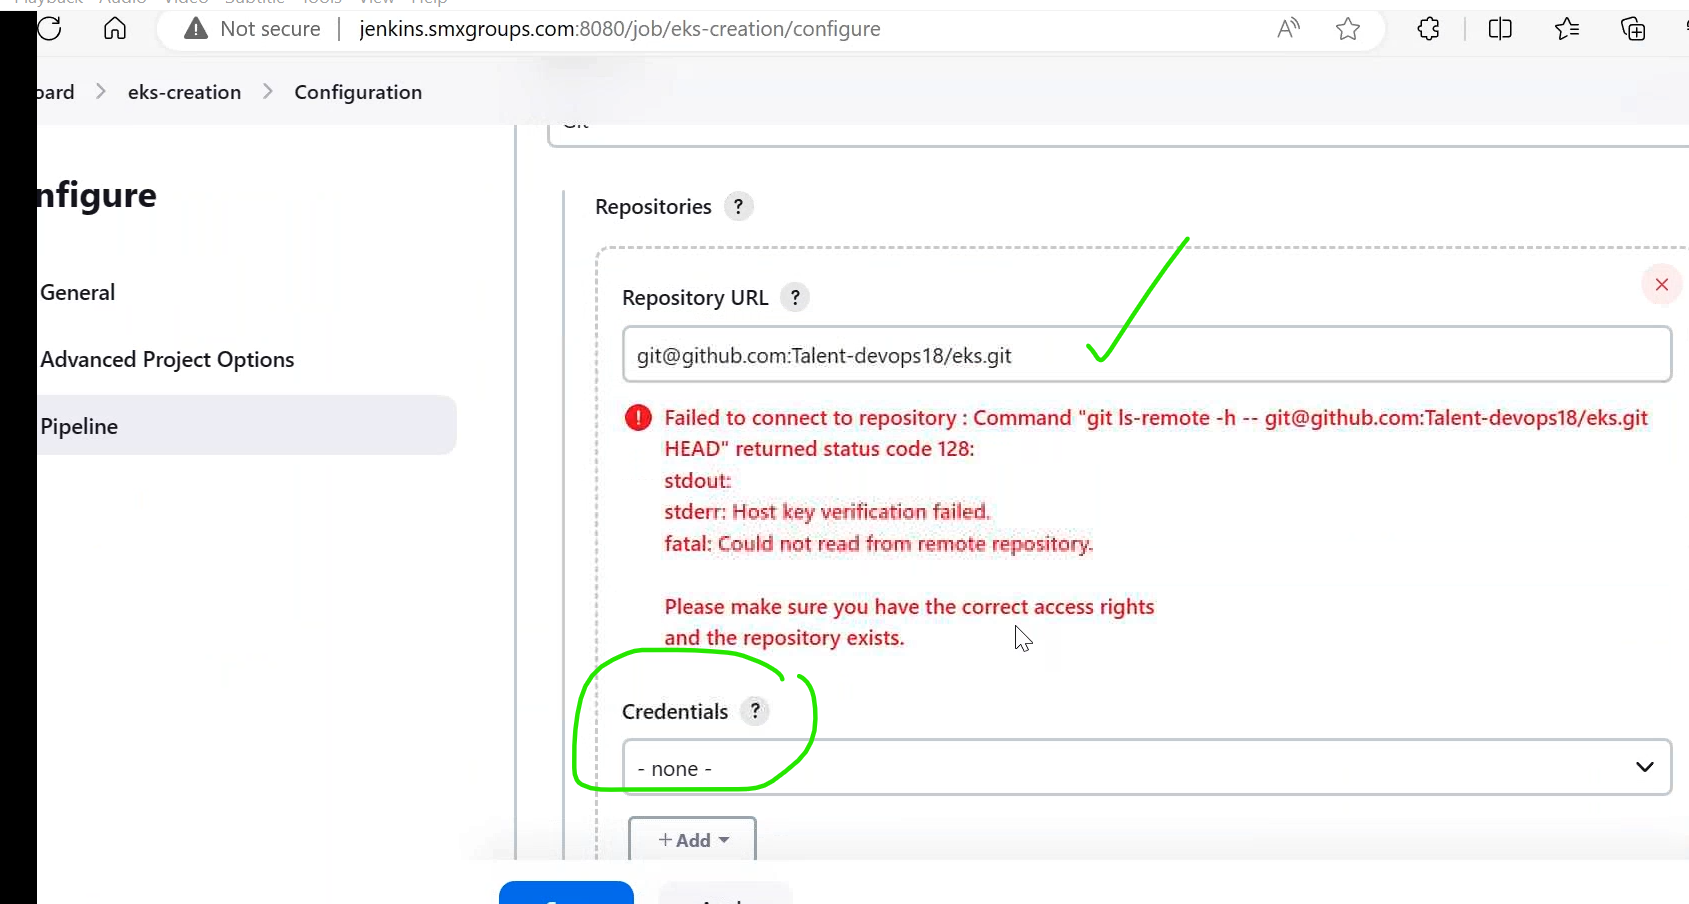 Not secure | jenkins.smxgroups.com:8080/job/eks-creation/configure
oard > eks-creation > Configuration
nfigure
General
Advanced Project Options
Pipeline
Repositories ?
Repository URL ?
git@github.com:Talent-devops18/eks.git
Failed to connect to repository : Command "git ls-remote -h -- git@github.com:Talent-devops18/eks.git
HEAD" returned status code 128:
stdout:
stderr: Host key verification failed.
fatal: Could not read from remote repository.
Please make sure you have the correct access rights
and the repository exists.
Credentials ?
- none -
+ Add